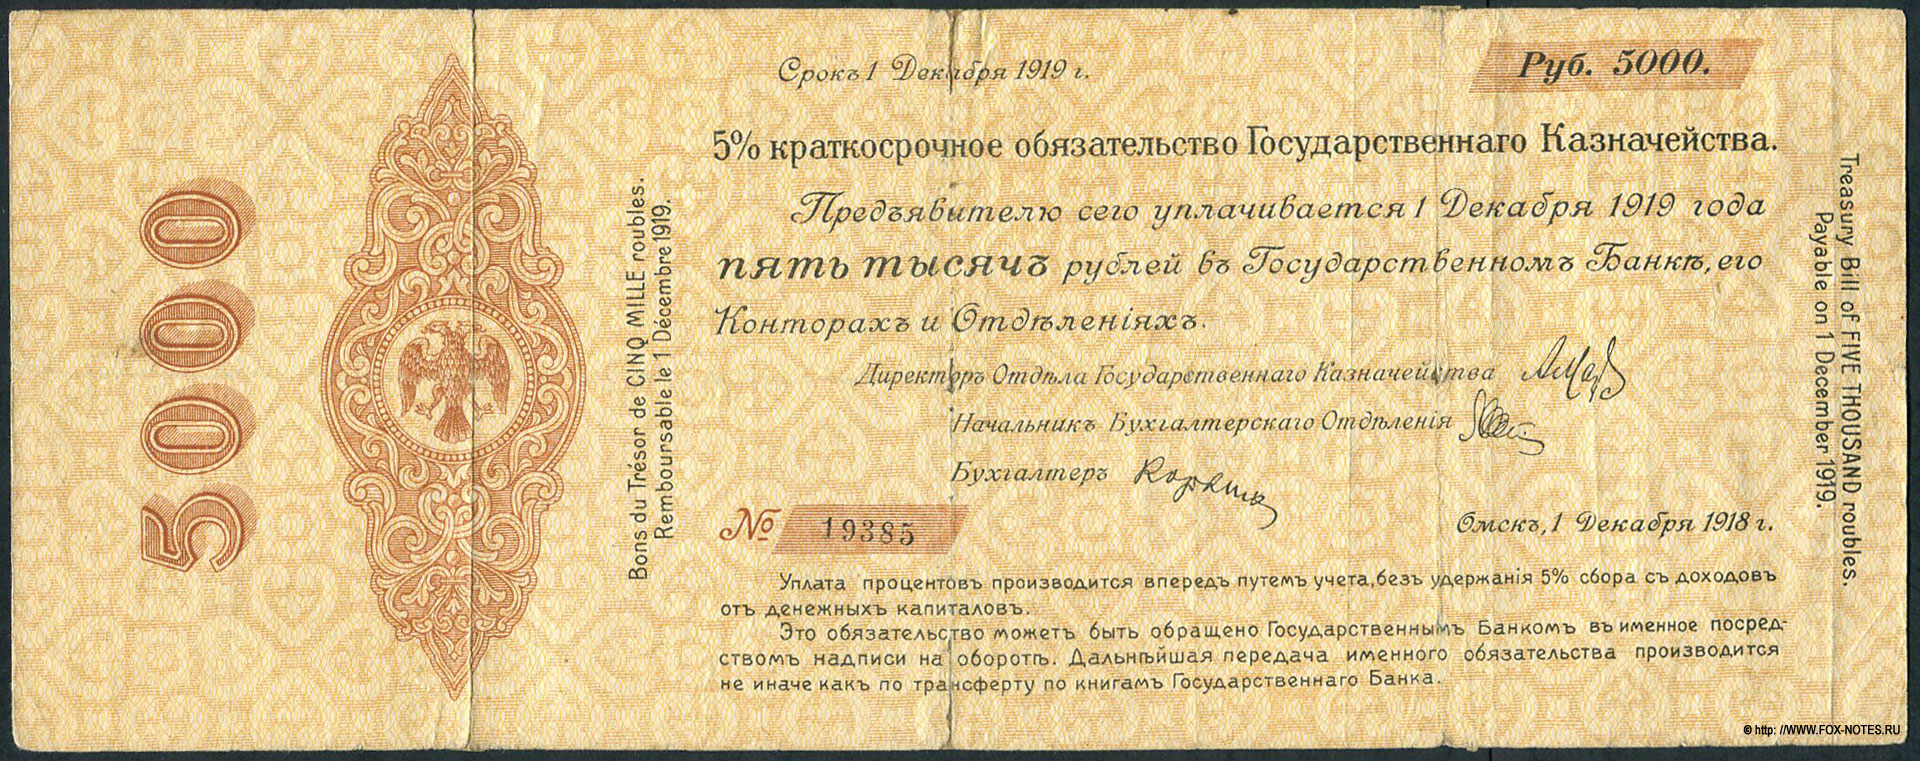 5000
Bons du Trésor de CINQ MILLE roubles.
Remboursable le 1 Décembre 1919.
Срокъ 1 Декабря 1919 г.
Руб. 5000.
5% краткосрочное обязательство Государственнаго Казначейства.
Предъявителю сего уплачивается 1 Декабря 1919 года
пять тысячъ рублей въ Государственномъ Банкѣ, его
Конторахъ и Отдѣленіяхъ.
Директоръ Отдѣла Государственнаго Казначейства
Начальникъ Бухгалтерскаго Отдѣленія
Бухгалтеръ
№ 19385
Омскъ, 1 Декабря 1918 г.
Уплата процентовъ производится впередъ путемъ учета, безъ удержанія 5% сбора съ доходовъ
отъ денежныхъ капиталовъ.
Это обязательство можетъ быть обращено Государственнымъ Банкомъ въ именное посред-
ствомъ надписи на оборотѣ. Дальнѣйшая передача именного обязательства производится
не иначе какъ по трансферту по книгамъ Государственнаго Банка.
Treasury Bill of FIVE THOUSAND roubles.
Payable on 1 December 1919.
© http: //WWW.FOX-NOTES.RU